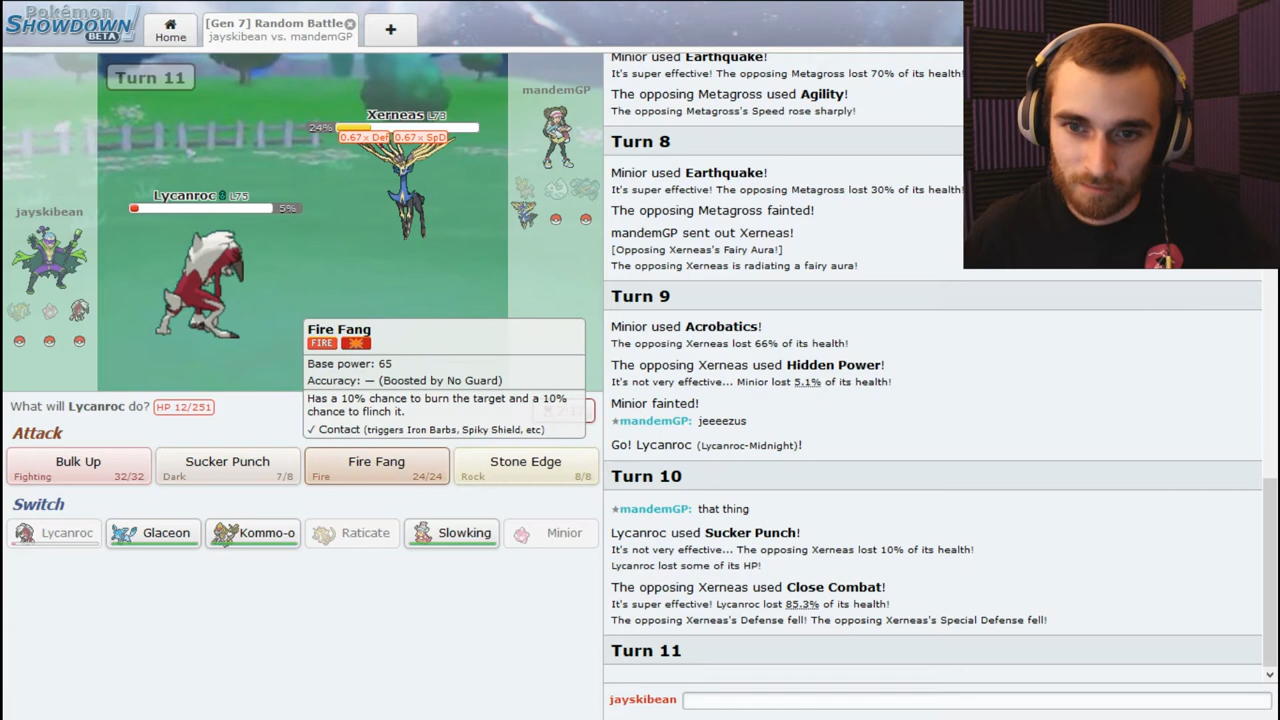 Pokémon
SHOWDOWN!
BETA
Home
[Gen 7] Random Battle
jayskibean vs. mandemGP
+
Turn 11
Xerneas L73
24%
0.67× Def 0.67× SpD
Lycanroc L75
5%
jayskibean
mandemGP
Fire Fang
FIRE
Base power: 65
Accuracy: — (Boosted by No Guard)
Has a 10% chance to burn the target and a 10%
chance to flinch it.
✓ Contact (triggers Iron Barbs, Spiky Shield, etc)
What will Lycanroc do? HP 12/251
Attack
Bulk Up
Fighting 32/32
Sucker Punch
Dark 7/8
Fire Fang
Fire 24/24
Stone Edge
Rock 8/8
Switch
Lycanroc
Glaceon
Kommo-o
Raticate
Slowking
Minior
Minior used Earthquake!
It's super effective! The opposing Metagross lost 70% of its health!
The opposing Metagross used Agility!
The opposing Metagross's Speed rose sharply!
Turn 8
Minior used Earthquake!
It's super effective! The opposing Metagross lost 30% of its health!
The opposing Metagross fainted!
mandemGP sent out Xerneas!
[Opposing Xerneas's Fairy Aura!]
The opposing Xerneas is radiating a fairy aura!
Turn 9
Minior used Acrobatics!
The opposing Xerneas lost 66% of its health!
The opposing Xerneas used Hidden Power!
It's not very effective... Minior lost 5.1% of its health!
Minior fainted!
★mandemGP: jeeeezus
Go! Lycanroc (Lycanroc-Midnight)!
Turn 10
★mandemGP: that thing
Lycanroc used Sucker Punch!
It's not very effective... The opposing Xerneas lost 10% of its health!
Lycanroc lost some of its HP!
The opposing Xerneas used Close Combat!
It's super effective! Lycanroc lost 85.3% of its health!
The opposing Xerneas's Defense fell! The opposing Xerneas's Special Defense fell!
Turn 11
jayskibean